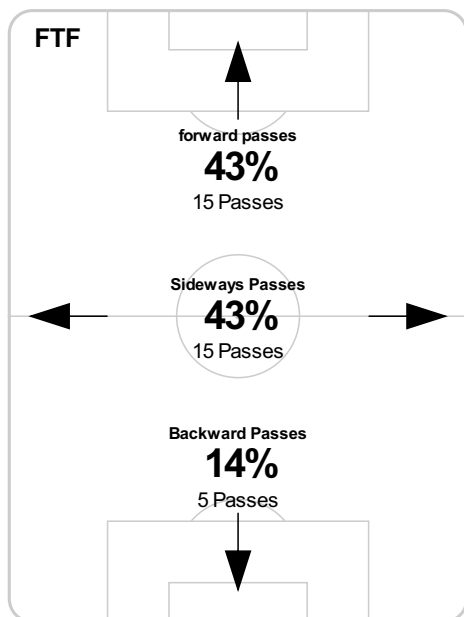 FTF
forward passes
43%
15 Passes
Sideways Passes
43%
15 Passes
Backward Passes
14%
5 Passes